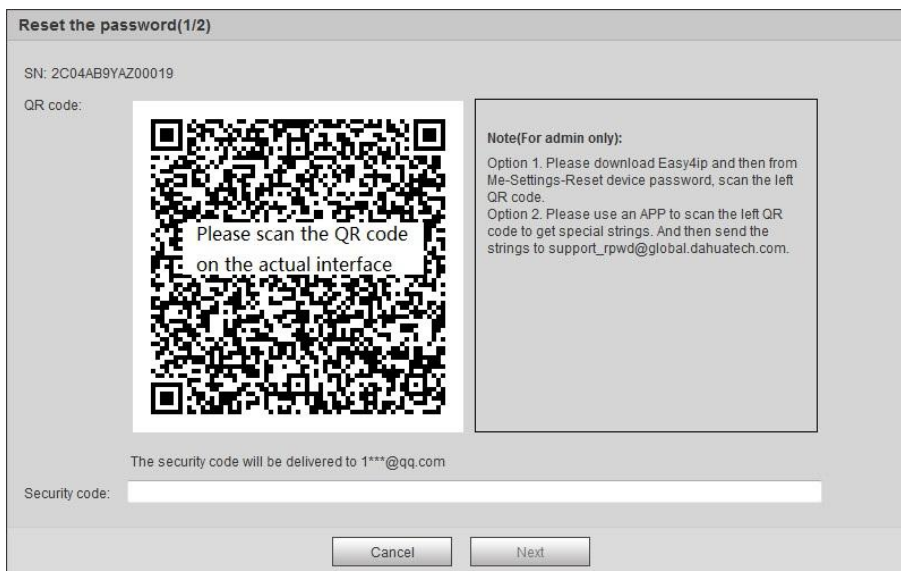 Reset the password(1/2)
SN: 2C04AB9YAZ00019
QR code:
Please scan the QR code
on the actual interface
Note(For admin only):
Option 1. Please download Easy4ip and then from
Me-Settings-Reset device password, scan the left
QR code.
Option 2. Please use an APP to scan the left QR
code to get special strings. And then send the
strings to support_rpwd@global.dahuatech.com.
The security code will be delivered to 1***@qq.com
Security code:
Cancel
Next